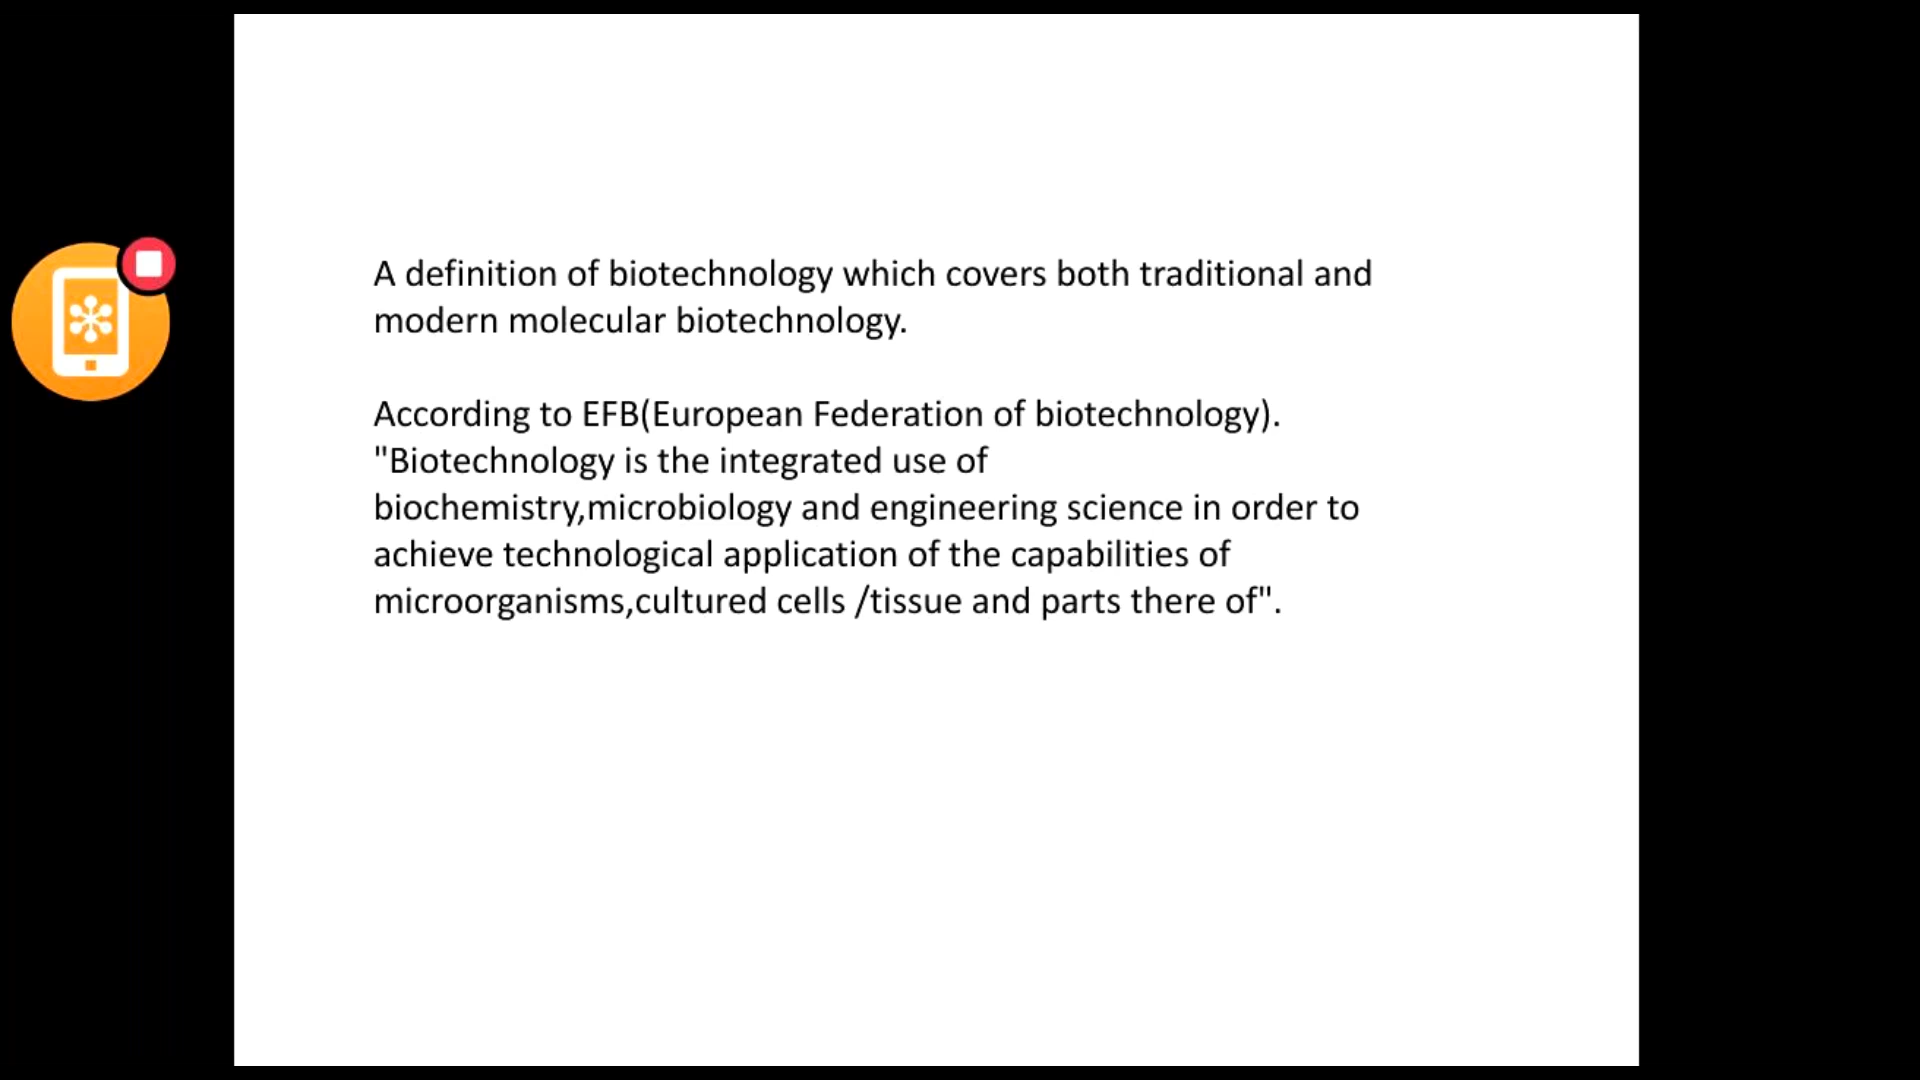 A definition of biotechnology which covers both traditional and
modern molecular biotechnology.
According to EFB(European Federation of biotechnology).
"Biotechnology is the integrated use of
biochemistry,microbiology and engineering science in order to
achieve technological application of the capabilities of
microorganisms,cultured cells /tissue and parts there of".